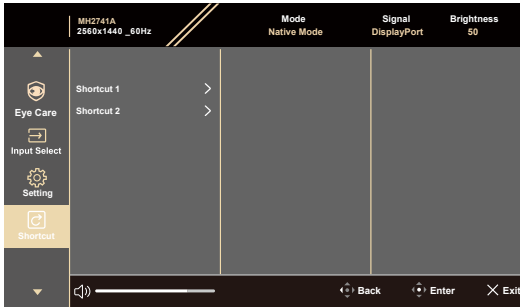 MH2741A
2560x1440 _60Hz
Mode
Native Mode
Signal
DisplayPort
Brightness
50
Eye Care
Input Select
Setting
Shortcut
Shortcut 1
Shortcut 2
Back
Enter
Exit